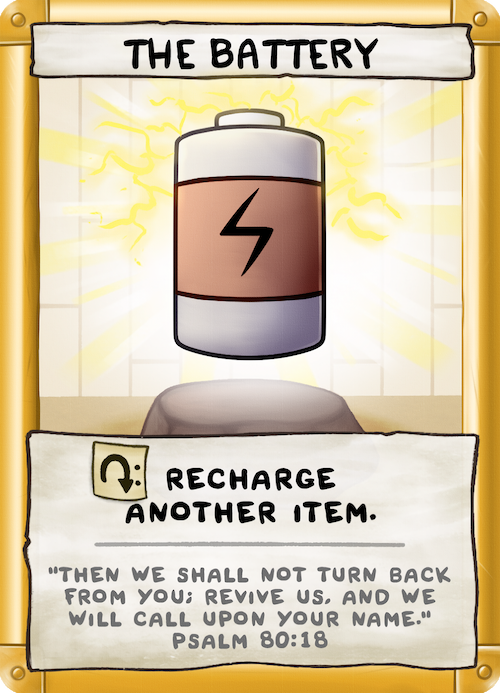 THE BATTERY
: RECHARGE
ANOTHER ITEM.
"THEN WE SHALL NOT TURN BACK
FROM YOU; REVIVE US, AND WE
WILL CALL UPON YOUR NAME."
PSALM 80:18